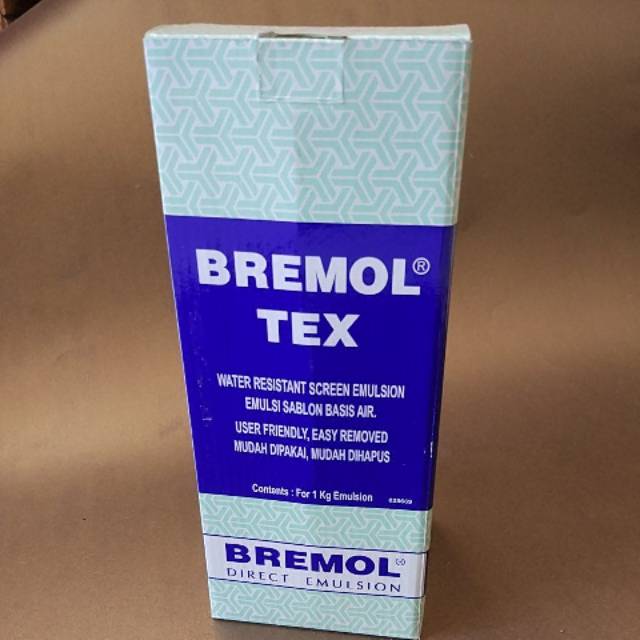 BREMOL®
TEX
WATER RESISTANT SCREEN EMULSION
EMULSI SABLON BASIS AIR.
USER FRIENDLY, EASY REMOVED
MUDAH DIPAKAI, MUDAH DIHAPUS
Contents : For 1 Kg Emulsion
BREMOL®
DIRECT EMULSION